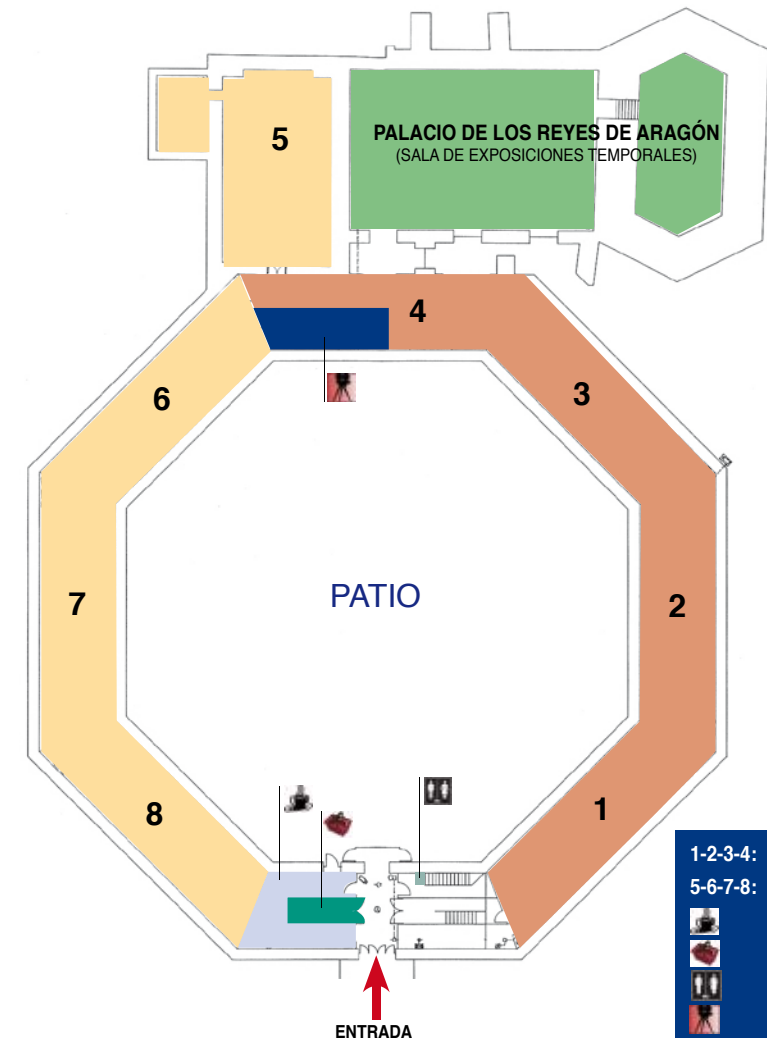 5
PALACIO DE LOS REYES DE ARAGÓN
(SALA DE EXPOSICIONES TEMPORALES)
4
3
6
PATIO
7
2
8
1
1-2-3-4:
5-6-7-8:
ENTRADA